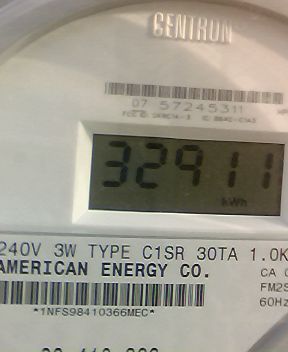 CENTRON
07 57245311
32911
kWh
240V 3W TYPE C1SR 30TA 1.0K
AMERICAN ENERGY CO.
CA
FM2S
60Hz
*1NFS98410366MEC*